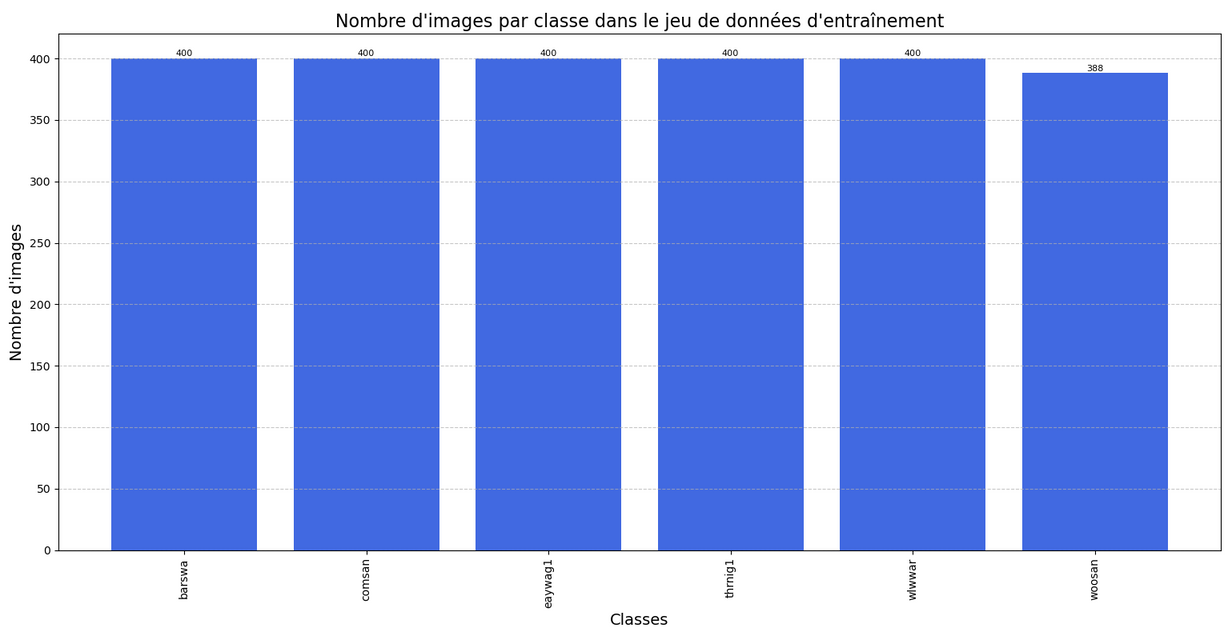 Nombre d'images par classe dans le jeu de données d'entraînement
Nombre d'images
400
350
300
250
200
150
100
50
0
400
400
400
400
400
388
barswa
comsan
eaywag1
thrnig1
wlwwar
woosan
Classes